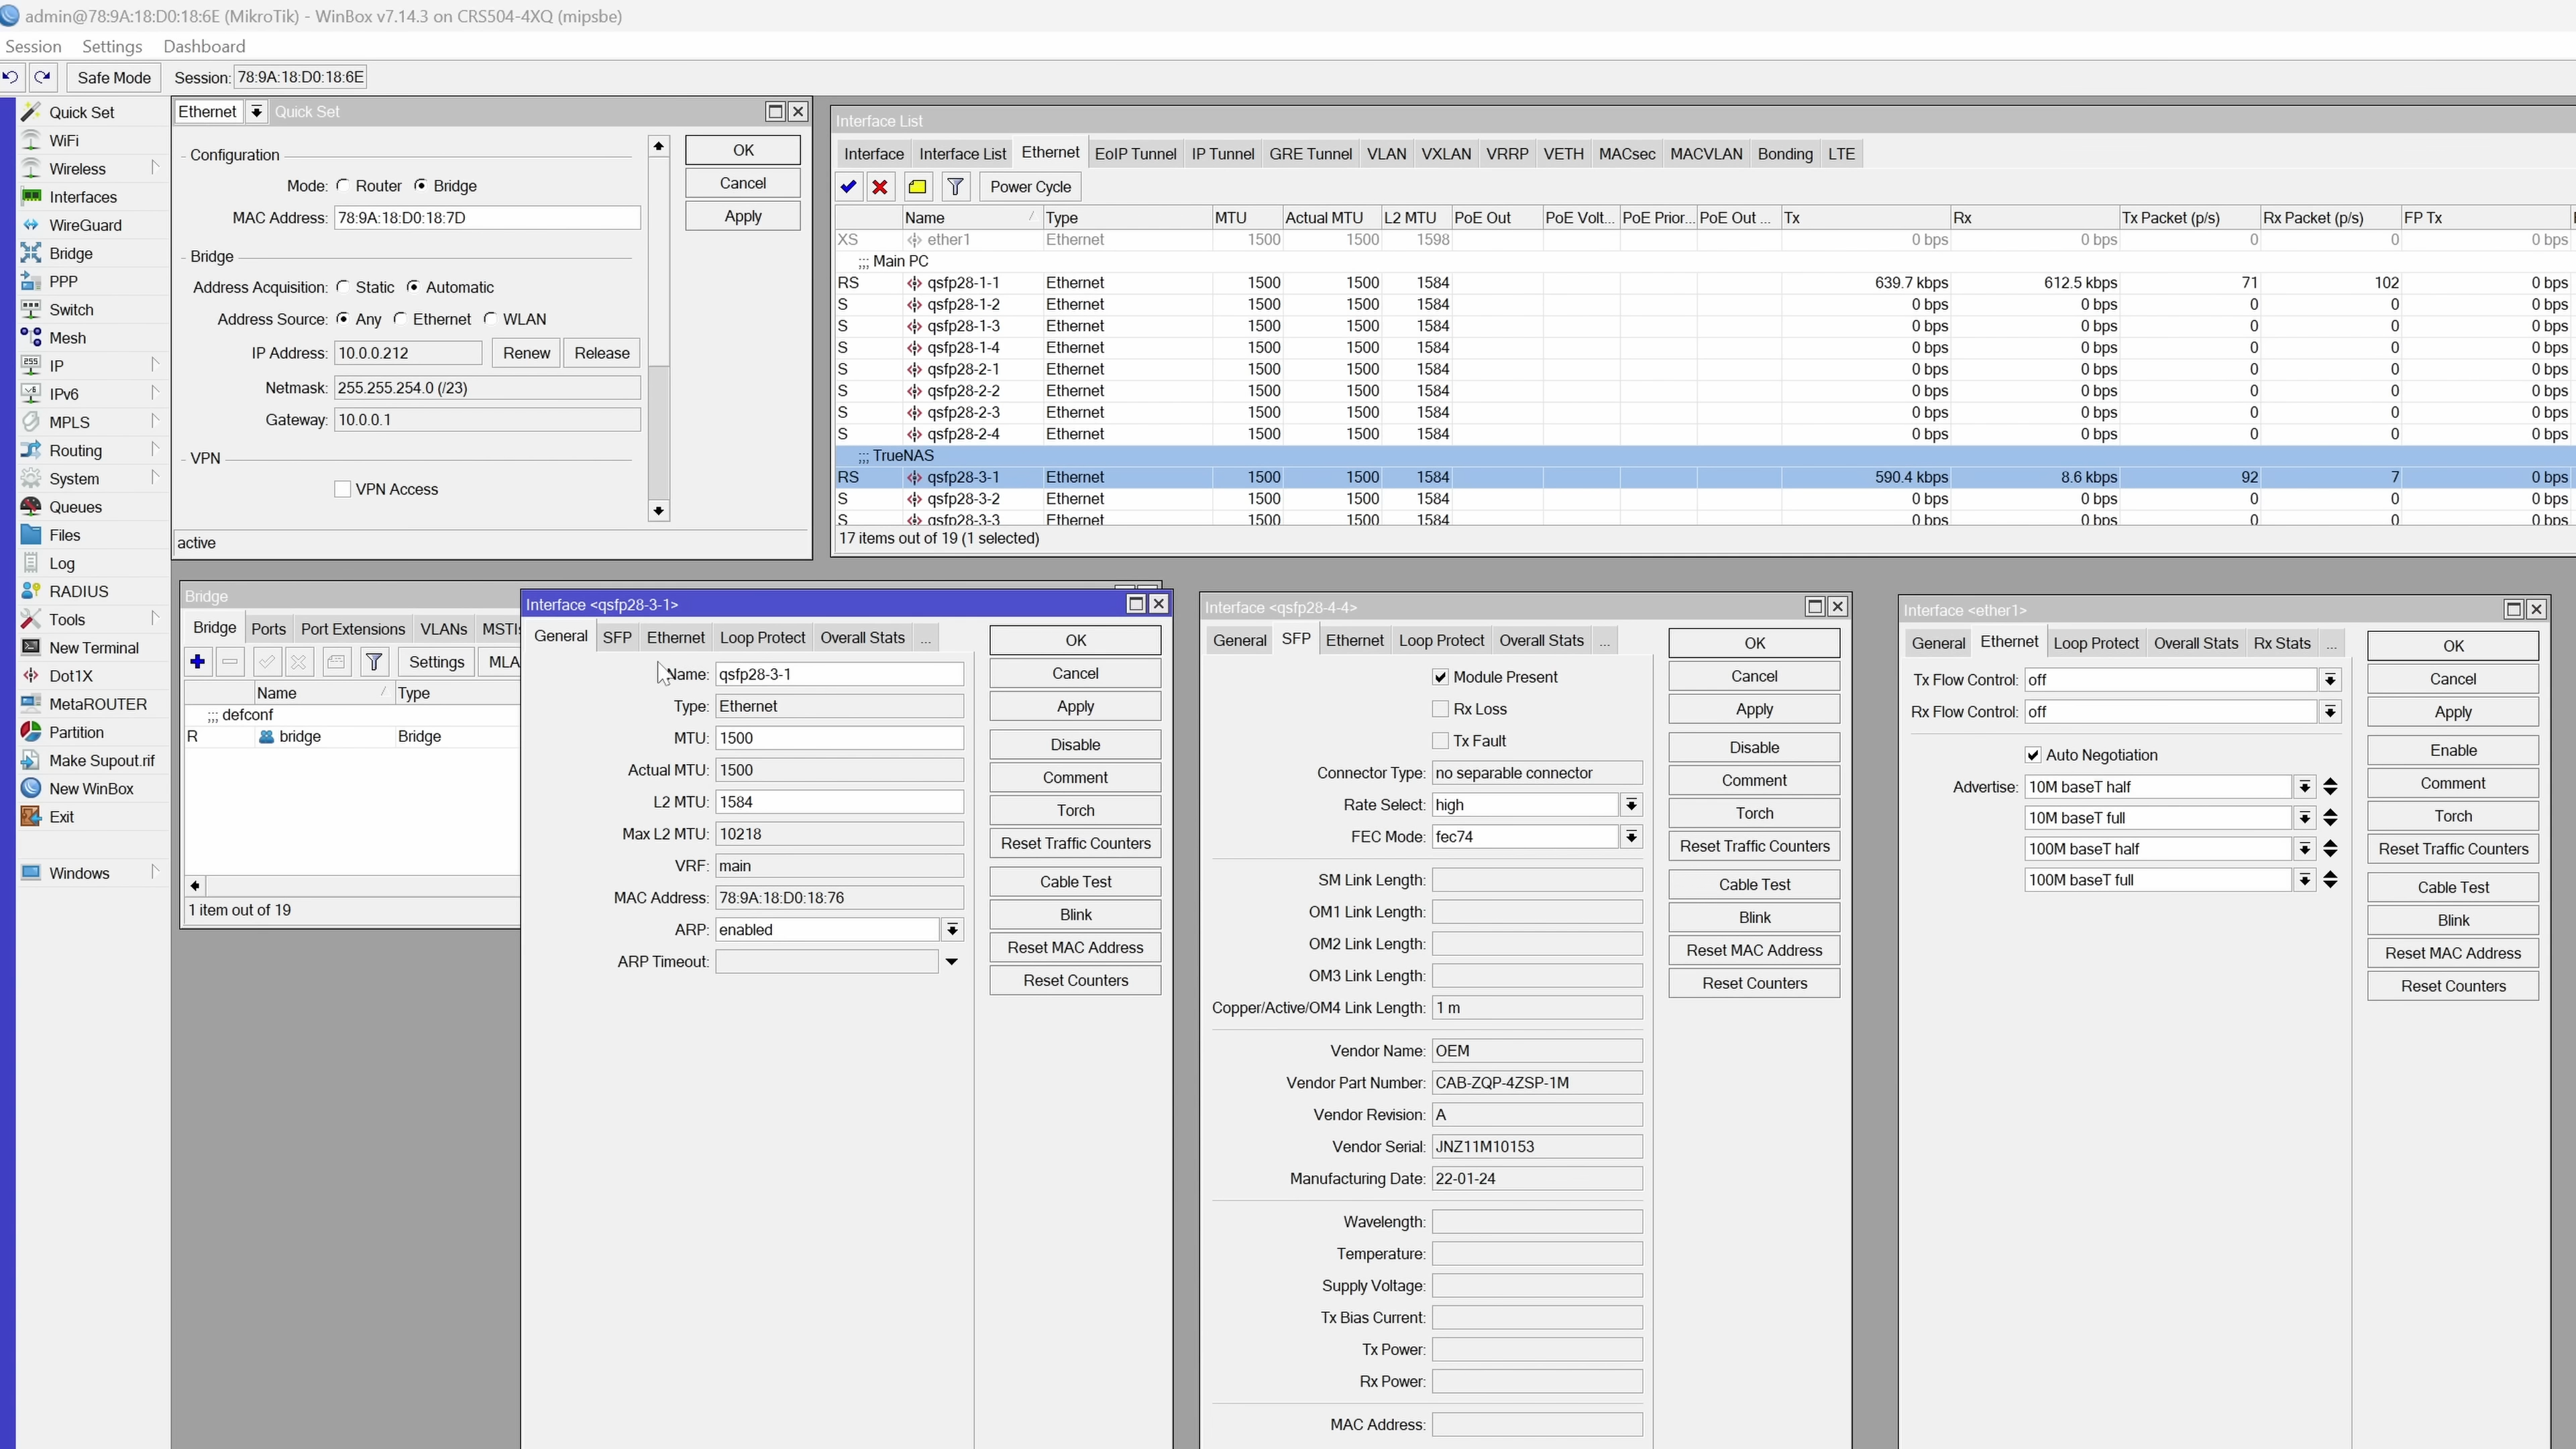 admin@78:9A:18:D0:18:6E (MikroTik) - WinBox v7.14.3 on CRS504-4XQ (mipsbe)
Session Settings Dashboard
Safe Mode Session: 78:9A:18:D0:18:6E
Quick Set
WiFi
Wireless
Interfaces
WireGuard
Bridge
PPP
Switch
Mesh
IP
IPv6
MPLS
Routing
System
Queues
Files
Log
RADIUS
Tools
New Terminal
Dot1X
MetaROUTER
Partition
Make Supout.rif
New WinBox
Exit
Windows
Ethernet Quick Set
Configuration
Mode: Router Bridge
MAC Address: 78:9A:18:D0:18:7D
Bridge
Address Acquisition: Static Automatic
Address Source: Any Ethernet WLAN
IP Address: 10.0.0.212 Renew Release
Netmask: 255.255.254.0 (/23)
Gateway: 10.0.0.1
VPN
VPN Access
OK
Cancel
Apply
active
Interface List
Interface Interface List Ethernet EoIP Tunnel IP Tunnel GRE Tunnel VLAN VXLAN VRRP VETH MACsec MACVLAN Bonding LTE
Power Cycle
Name / Type MTU Actual MTU L2 MTU PoE Out PoE Volt... PoE Prior... PoE Out ... Tx Rx Tx Packet (p/s) Rx Packet (p/s) FP Tx
XS ether1 Ethernet 1500 1500 1598 0 bps 0 bps 0 0 0 bps
;;; Main PC
RS qsfp28-1-1 Ethernet 1500 1500 1584 639.7 kbps 612.5 kbps 71 102 0 bps
S qsfp28-1-2 Ethernet 1500 1500 1584 0 bps 0 bps 0 0 0 bps
S qsfp28-1-3 Ethernet 1500 1500 1584 0 bps 0 bps 0 0 0 bps
S qsfp28-1-4 Ethernet 1500 1500 1584 0 bps 0 bps 0 0 0 bps
S qsfp28-2-1 Ethernet 1500 1500 1584 0 bps 0 bps 0 0 0 bps
S qsfp28-2-2 Ethernet 1500 1500 1584 0 bps 0 bps 0 0 0 bps
S qsfp28-2-3 Ethernet 1500 1500 1584 0 bps 0 bps 0 0 0 bps
S qsfp28-2-4 Ethernet 1500 1500 1584 0 bps 0 bps 0 0 0 bps
;;; TrueNAS
RS qsfp28-3-1 Ethernet 1500 1500 1584 590.4 kbps 8.6 kbps 92 7 0 bps
S qsfp28-3-2 Ethernet 1500 1500 1584 0 bps 0 bps 0 0 0 bps
S qsfp28-3-3 Ethernet 1500 1500 1584 0 bps 0 bps 0 0 0 bps
17 items out of 19 (1 selected)
Bridge
Bridge Ports Port Extensions VLANs MSTIs
Settings MLA
Name / Type
;;; defconf
R bridge Bridge
1 item out of 19
Interface <qsfp28-3-1>
General SFP Ethernet Loop Protect Overall Stats ...
Name: qsfp28-3-1
Type: Ethernet
MTU: 1500
Actual MTU: 1500
L2 MTU: 1584
Max L2 MTU: 10218
VRF: main
MAC Address: 78:9A:18:D0:18:76
ARP: enabled
ARP Timeout:
OK
Cancel
Apply
Disable
Comment
Torch
Reset Traffic Counters
Cable Test
Blink
Reset MAC Address
Reset Counters
Interface <qsfp28-4-4>
General SFP Ethernet Loop Protect Overall Stats ...
Module Present
Rx Loss
Tx Fault
Connector Type: no separable connector
Rate Select: high
FEC Mode: fec74
SM Link Length:
OM1 Link Length:
OM2 Link Length:
OM3 Link Length:
Copper/Active/OM4 Link Length: 1 m
Vendor Name: OEM
Vendor Part Number: CAB-ZQP-4ZSP-1M
Vendor Revision: A
Vendor Serial: JNZ11M10153
Manufacturing Date: 22-01-24
Wavelength:
Temperature:
Supply Voltage:
Tx Bias Current:
Tx Power:
Rx Power:
MAC Address:
OK
Cancel
Apply
Disable
Comment
Torch
Reset Traffic Counters
Cable Test
Blink
Reset MAC Address
Reset Counters
Interface <ether1>
General Ethernet Loop Protect Overall Stats Rx Stats ...
Tx Flow Control: off
Rx Flow Control: off
Auto Negotiation
Advertise: 10M baseT half
10M baseT full
100M baseT half
100M baseT full
OK
Cancel
Apply
Enable
Comment
Torch
Reset Traffic Counters
Cable Test
Blink
Reset MAC Address
Reset Counters